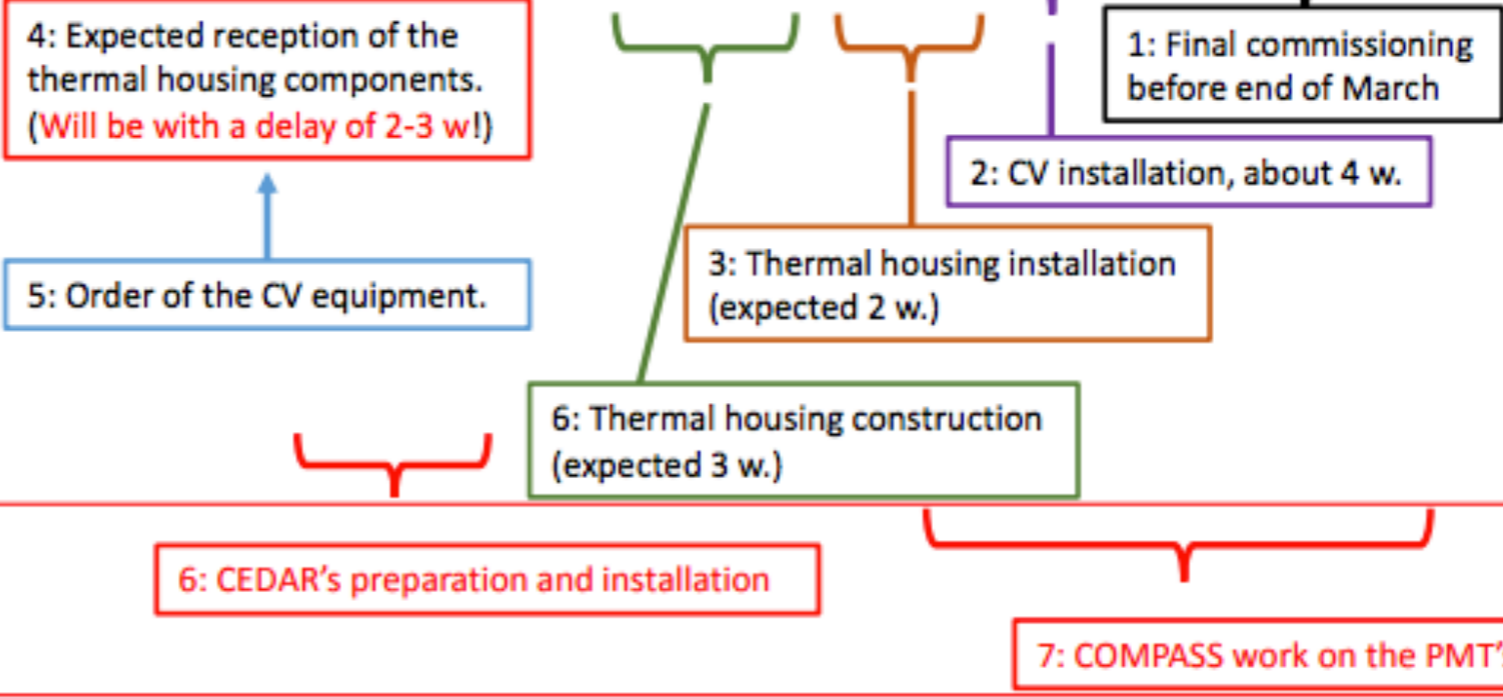 4: Expected reception of the
thermal housing components.
(Will be with a delay of 2-3 w!)
1: Final commissioning
before end of March
2: CV installation, about 4 w.
5: Order of the CV equipment.
3: Thermal housing installation
(expected 2 w.)
6: Thermal housing construction
(expected 3 w.)
6: CEDAR's preparation and installation
7: COMPASS work on the PMT's